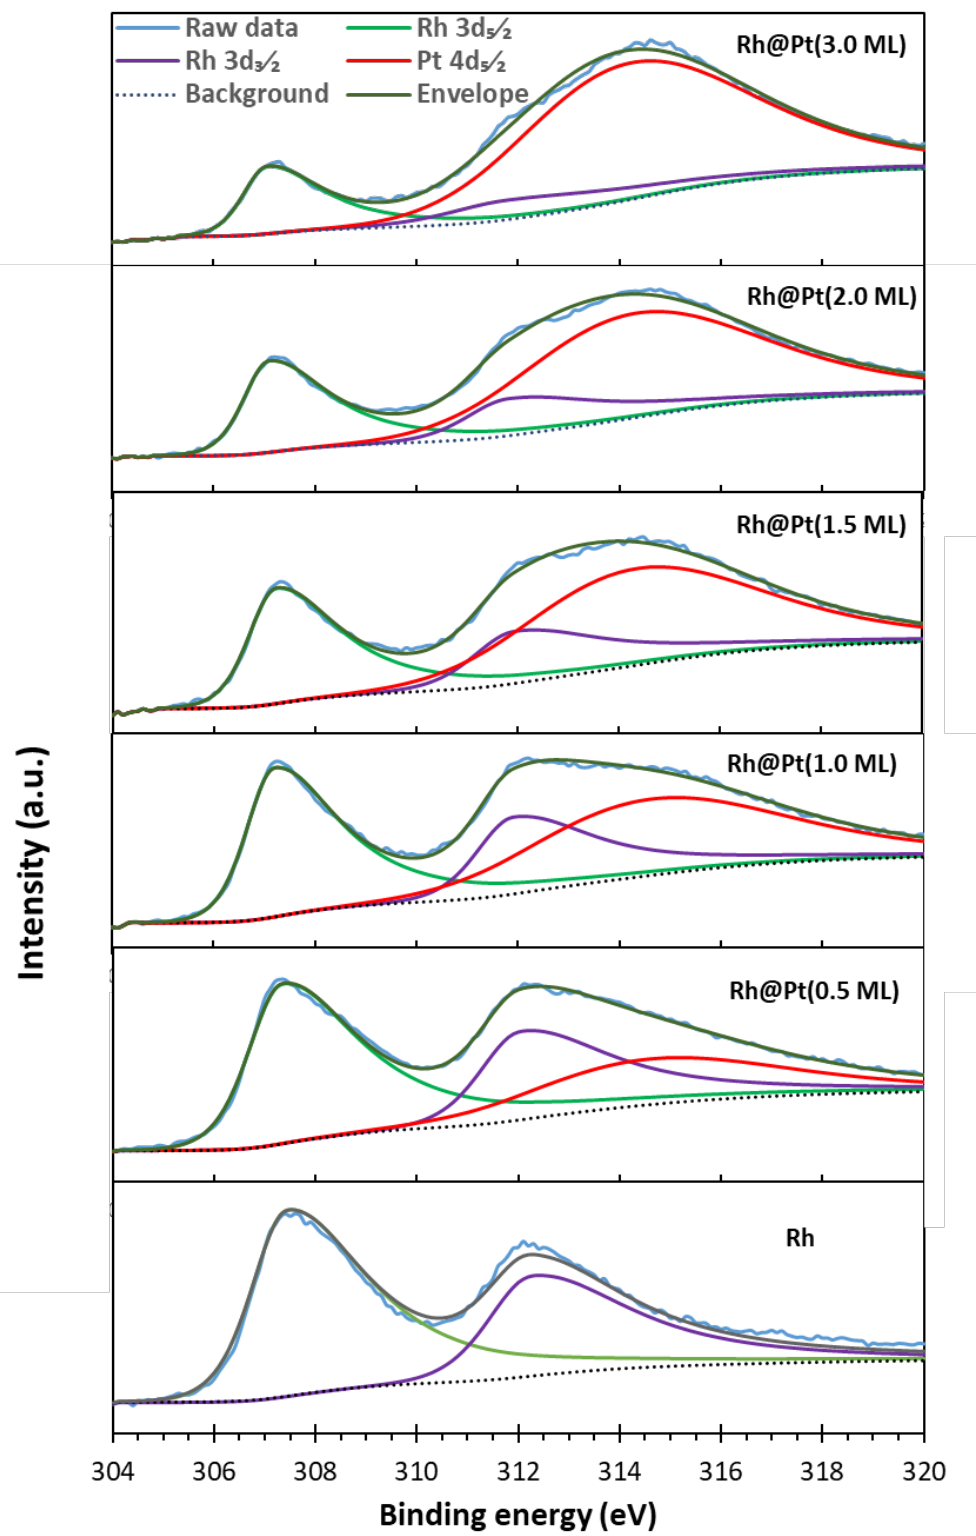 Raw data Rh 3d₅⁄₂
Rh 3d₃⁄₂ Pt 4d₅⁄₂
Background Envelope
Rh@Pt(3.0 ML)
Rh@Pt(2.0 ML)
Rh@Pt(1.5 ML)
Rh@Pt(1.0 ML)
Rh@Pt(0.5 ML)
Rh
Intensity (a.u.)
304 306 308 310 312 314 316 318 320
Binding energy (eV)